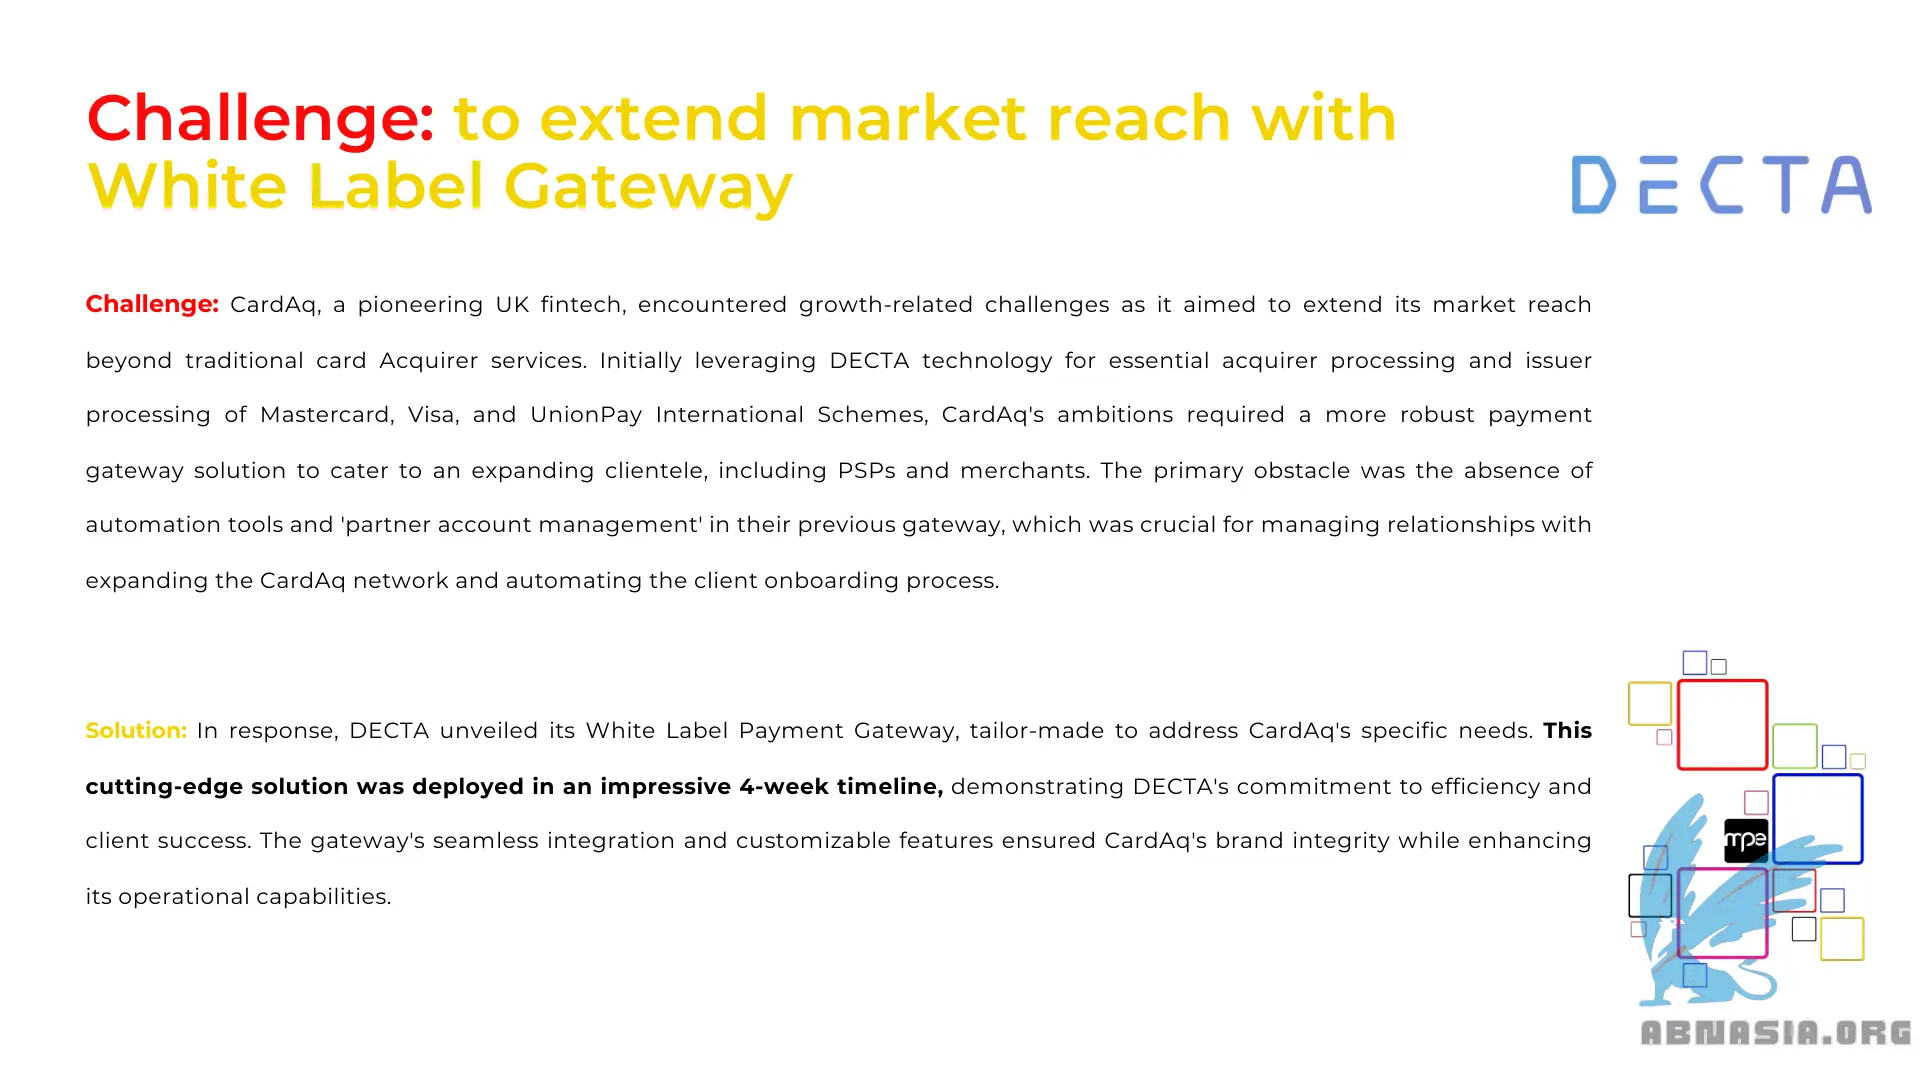 Challenge: to extend market reach with
White Label Gateway
DECTA
Challenge: CardAq, a pioneering UK fintech, encountered growth-related challenges as it aimed to extend its market reach
beyond traditional card Acquirer services. Initially leveraging DECTA technology for essential acquirer processing and issuer
processing of Mastercard, Visa, and UnionPay International Schemes, CardAq's ambitions required a more robust payment
gateway solution to cater to an expanding clientele, including PSPs and merchants. The primary obstacle was the absence of
automation tools and 'partner account management' in their previous gateway, which was crucial for managing relationships with
expanding the CardAq network and automating the client onboarding process.
Solution: In response, DECTA unveiled its White Label Payment Gateway, tailor-made to address CardAq's specific needs. This
cutting-edge solution was deployed in an impressive 4-week timeline, demonstrating DECTA's commitment to efficiency and
client success. The gateway's seamless integration and customizable features ensured CardAq's brand integrity while enhancing
its operational capabilities.
mpe
ABNASIA.ORG